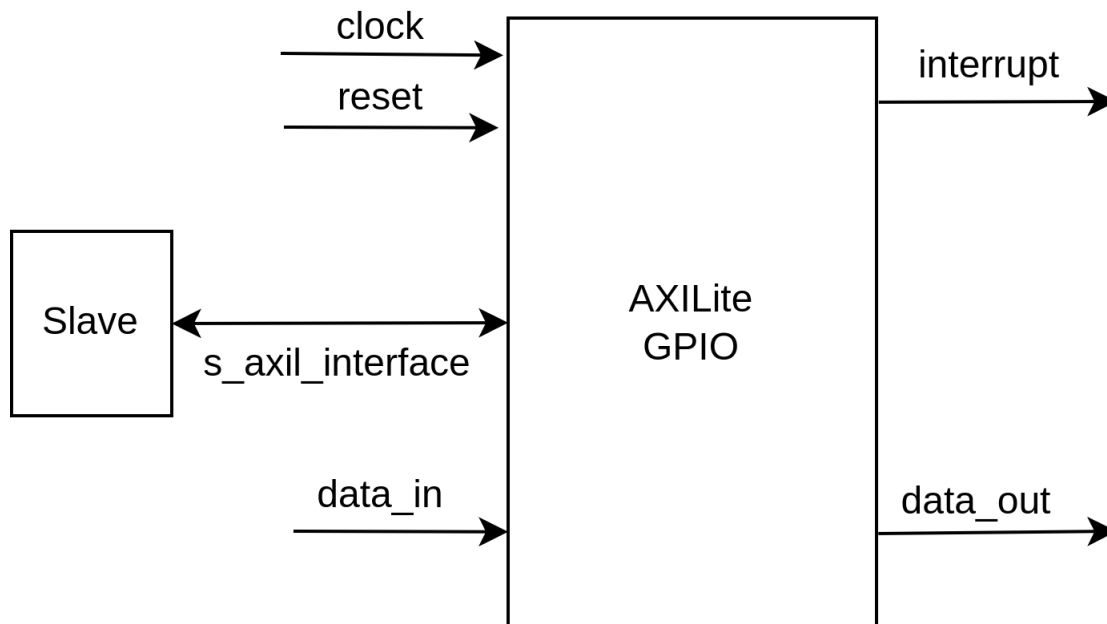 clock
reset
interrupt
Slave
s_axil_interface
AXILite
GPIO
data_in
data_out